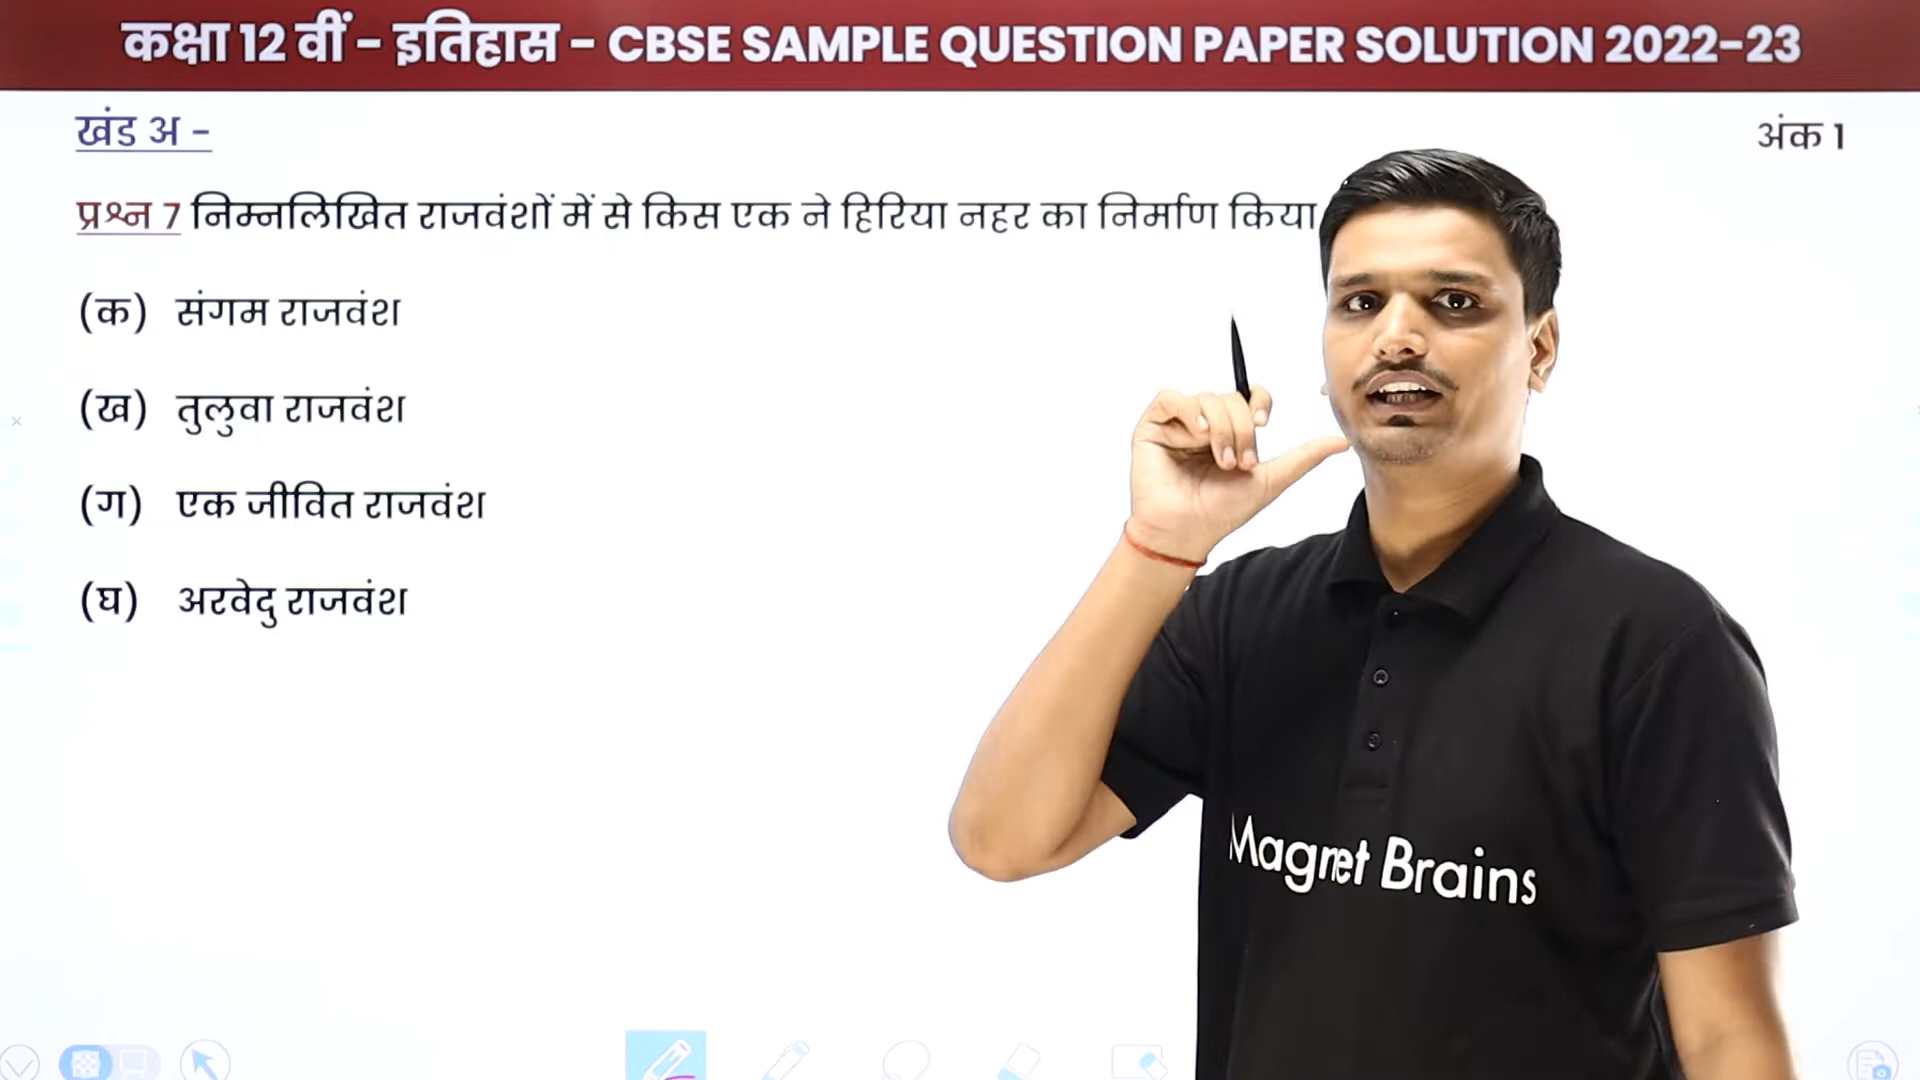 कक्षा 12 वीं - इतिहास - CBSE SAMPLE QUESTION PAPER SOLUTION 2022-23
खंड अ -
अंक 1
प्रश्न 7 निम्नलिखित राजवंशों में से किस एक ने हिरिया नहर का निर्माण किया
(क) संगम राजवंश
(ख) तुलुवा राजवंश
(ग) एक जीवित राजवंश
(घ) अरवेदु राजवंश
Magnet Brains